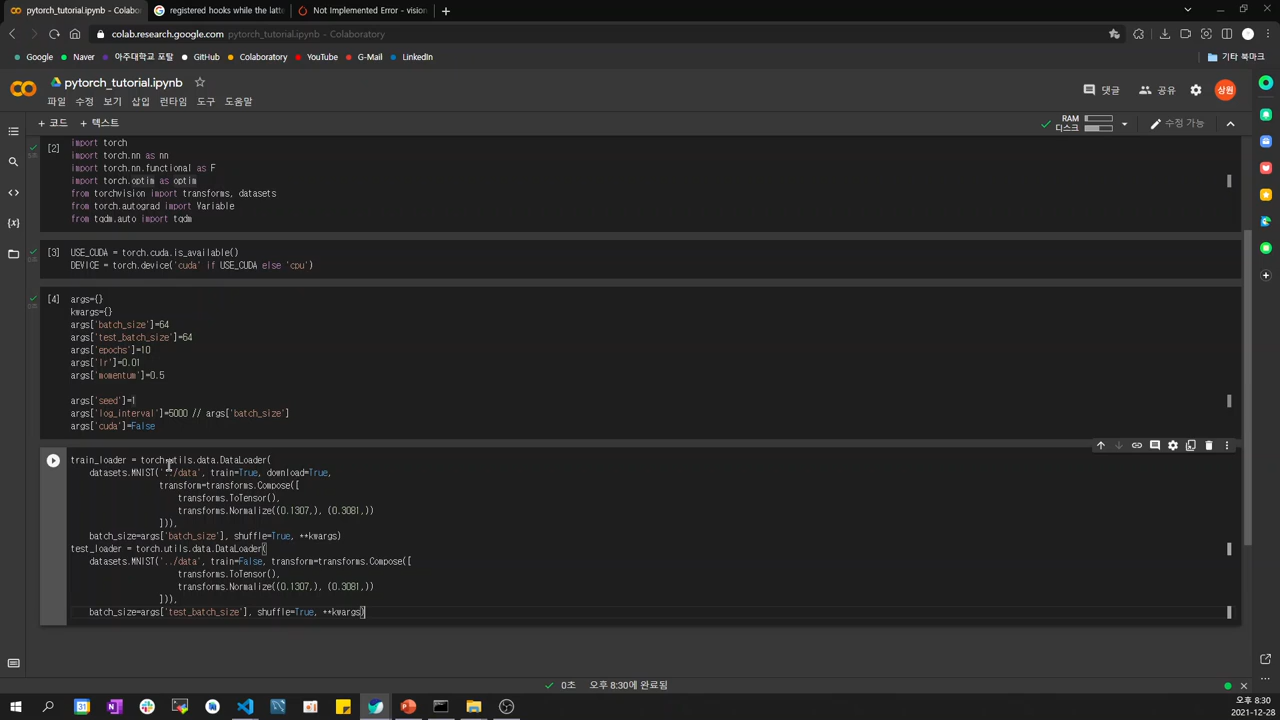 pytorch_tutorial.ipynb - Colabo
registered hooks while the latte
Not Implemented Error - vision
colab.research.google.com pytorch_tutorial.ipynb - Colaboratory
Google
Naver
아주대학교 포탈
GitHub
Colaboratory
YouTube
G-Mail
LinkedIn
기타 북마크
pytorch_tutorial.ipynb
파일 수정 보기 삽입 런타임 도구 도움말
댓글
공유
상원
+ 코드 + 텍스트
RAM
디스크
수정 가능
[2]
import torch
import torch.nn as nn
import torch.nn.functional as F
import torch.optim as optim
from torchvision import transforms, datasets
from torch.autograd import Variable
from tqdm.auto import tqdm
[3]
USE_CUDA = torch.cuda.is_available()
DEVICE = torch.device('cuda' if USE_CUDA else 'cpu')
[4]
args={}
kwargs={}
args['batch_size']=64
args['test_batch_size']=64
args['epochs']=10
args['lr']=0.01
args['momentum']=0.5
args['seed']=1
args['log_interval']=5000 // args['batch_size']
args['cuda']=False
train_loader = torch.utils.data.DataLoader(
datasets.MNIST('../data', train=True, download=True,
transform=transforms.Compose([
transforms.ToTensor(),
transforms.Normalize((0.1307,), (0.3081,))
])),
batch_size=args['batch_size'], shuffle=True, **kwargs)
test_loader = torch.utils.data.DataLoader(
datasets.MNIST('../data', train=False, transform=transforms.Compose([
transforms.ToTensor(),
transforms.Normalize((0.1307,), (0.3081,))
])),
batch_size=args['test_batch_size'], shuffle=True, **kwargs)
0초 오후 8:30에 완료됨
오후 8:30
2021-12-28